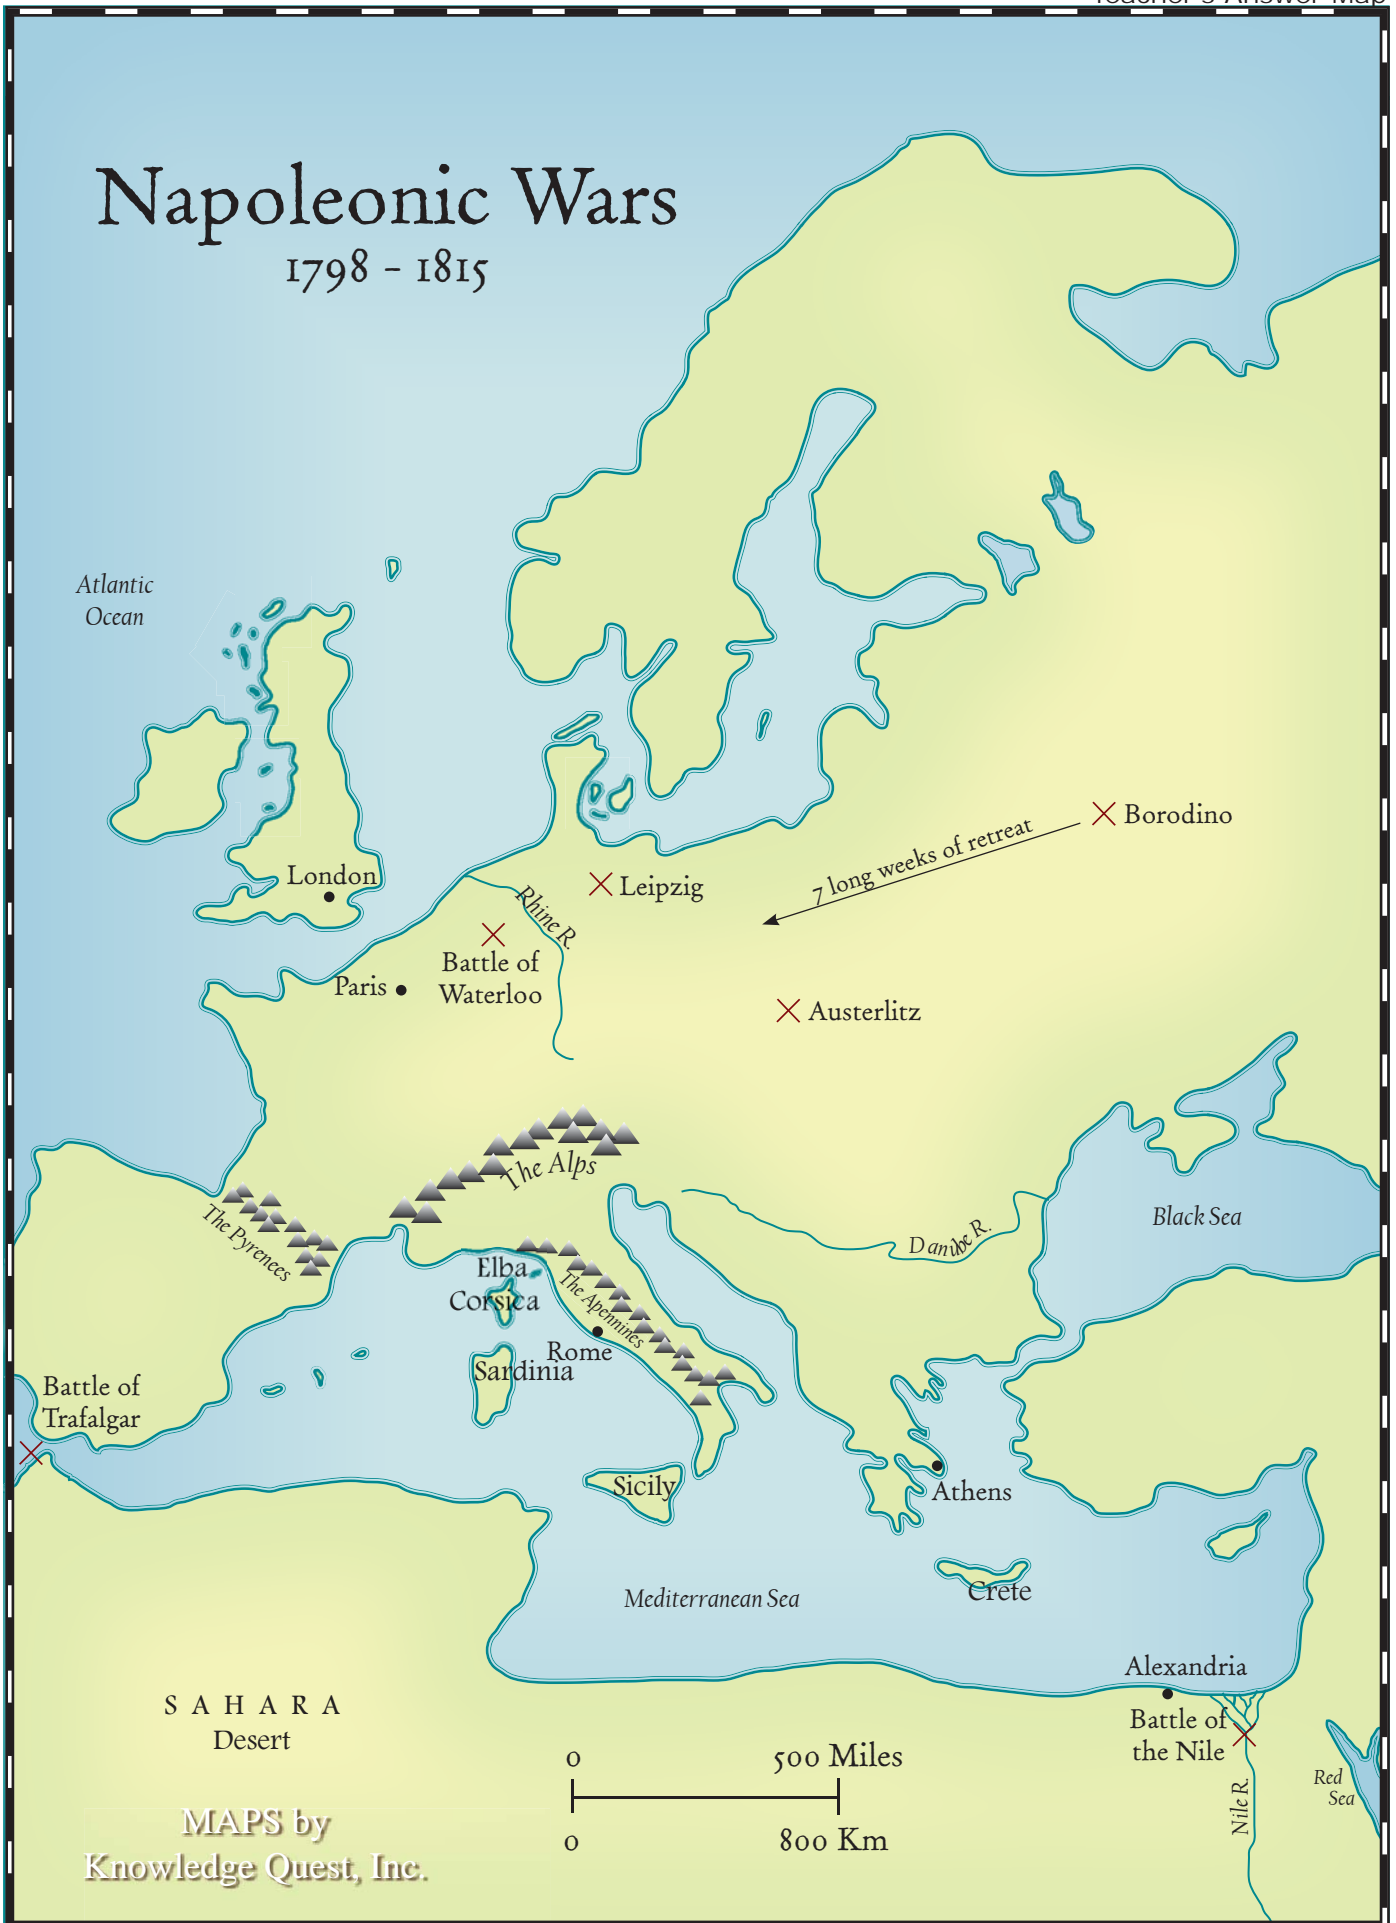 Teacher's Answer Map
Napoleonic Wars
1798 - 1815
Atlantic
Ocean
London
Paris
Rhine R.
Leipzig
Battle of
Waterloo
7 long weeks of retreat
Borodino
Austerlitz
The Alps
The Pyrenees
Elba
Corsica
The Apennines
Rome
Sardinia
Danube R.
Black Sea
Battle of
Trafalgar
Sicily
Athens
Crete
Mediterranean Sea
Alexandria
Battle of
the Nile
Nile R.
Red
Sea
SAHARA
Desert
0 500 Miles
0 800 Km
MAPS by
Knowledge Quest, Inc.